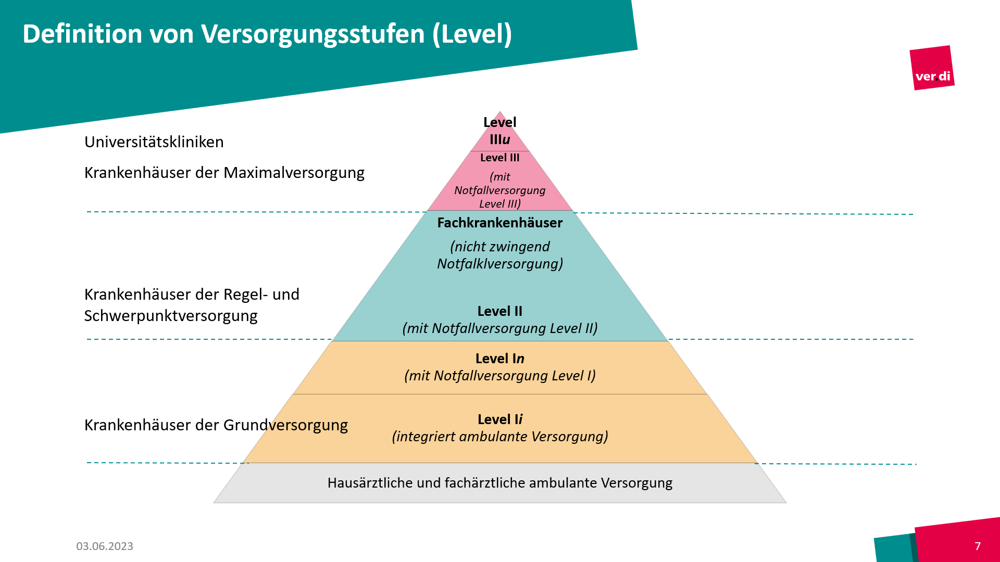 Definition von Versorgungsstufen (Level)
ver.di
Universitätskliniken
Krankenhäuser der Maximalversorgung
Level
IIIu
Level III
(mit
Notfallversorgung
Level III)
Fachkrankenhäuser
(nicht zwingend
Notfalklversorgung)
Krankenhäuser der Regel- und
Schwerpunktversorgung
Level II
(mit Notfallversorgung Level II)
Level In
(mit Notfallversorgung Level I)
Krankenhäuser der Grundversorgung
Level Ii
(integriert ambulante Versorgung)
Hausärztliche und fachärztliche ambulante Versorgung
03.06.2023
7